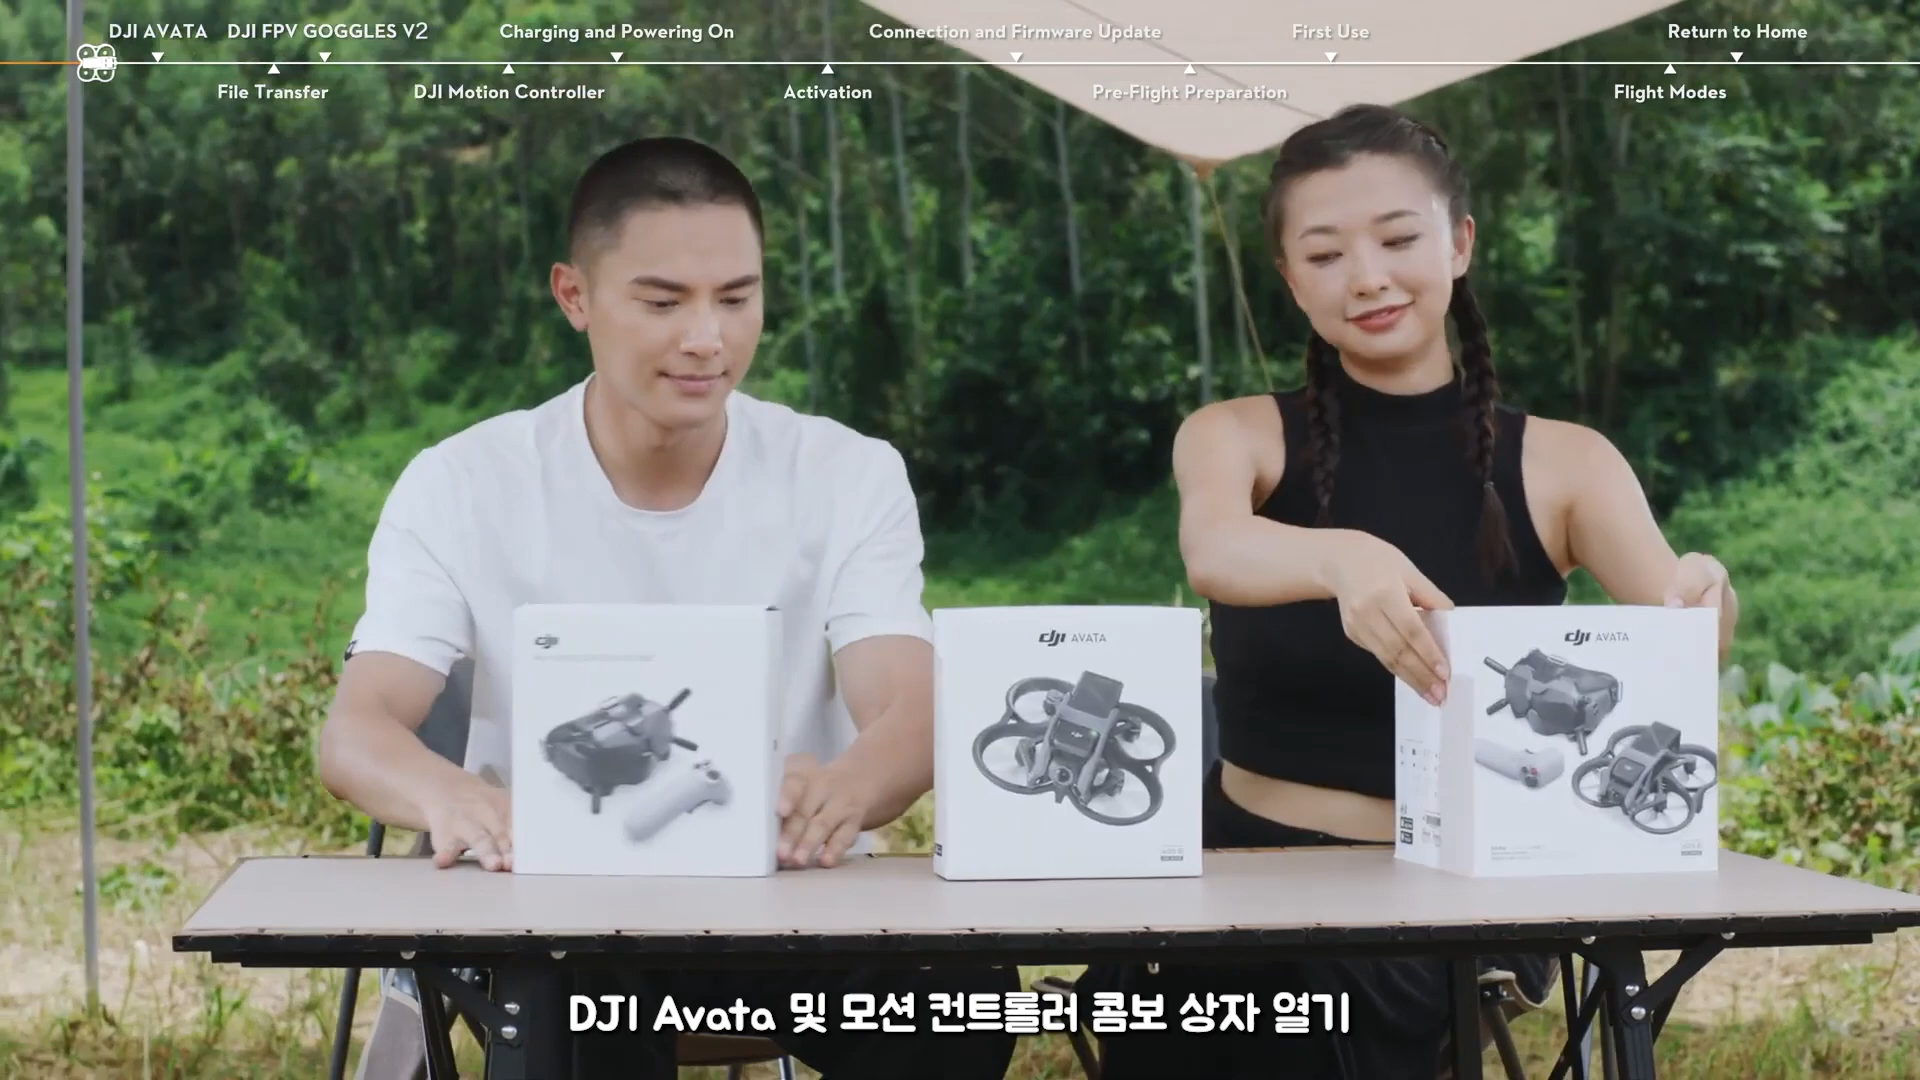 DJI AVATA
DJI FPV GOGGLES V2
Charging and Powering On
Connection and Firmware Update
First Use
Return to Home
File Transfer
DJI Motion Controller
Activation
Pre-Flight Preparation
Flight Modes
dji
dji AVATA
dji AVATA
DJI Avata 및 모션 컨트롤러 콤보 상자 열기